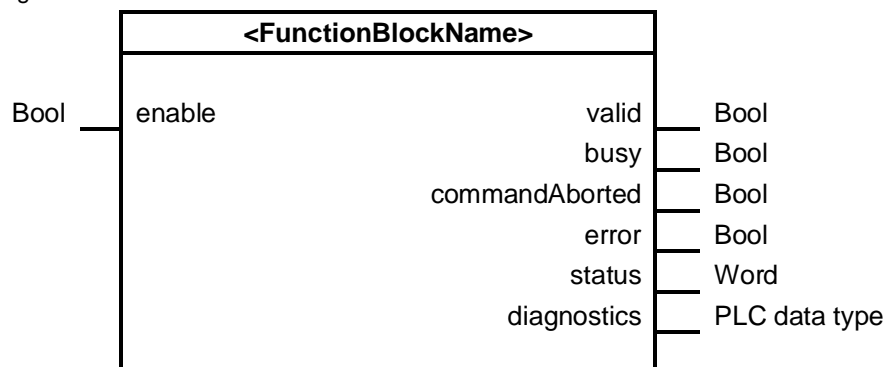 <FunctionBlockName>
Bool enable valid Bool
busy Bool
commandAborted Bool
error Bool
status Word
diagnostics PLC data type